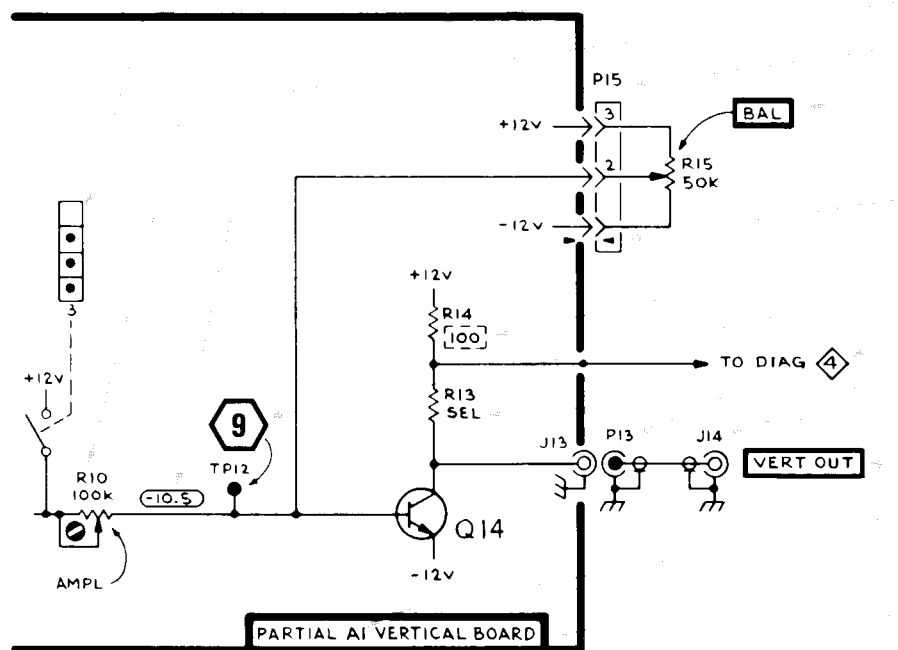 P15
BAL
+12V
3
2
R15
50K
-12V
+12V
R14
100
3
TO DIAG 4
+12V
R13
SEL
9
J13
P13
J14
VERT OUT
R10
100K
TP12
-10.5
Q14
AMPL
-12V
PARTIAL A1 VERTICAL BOARD